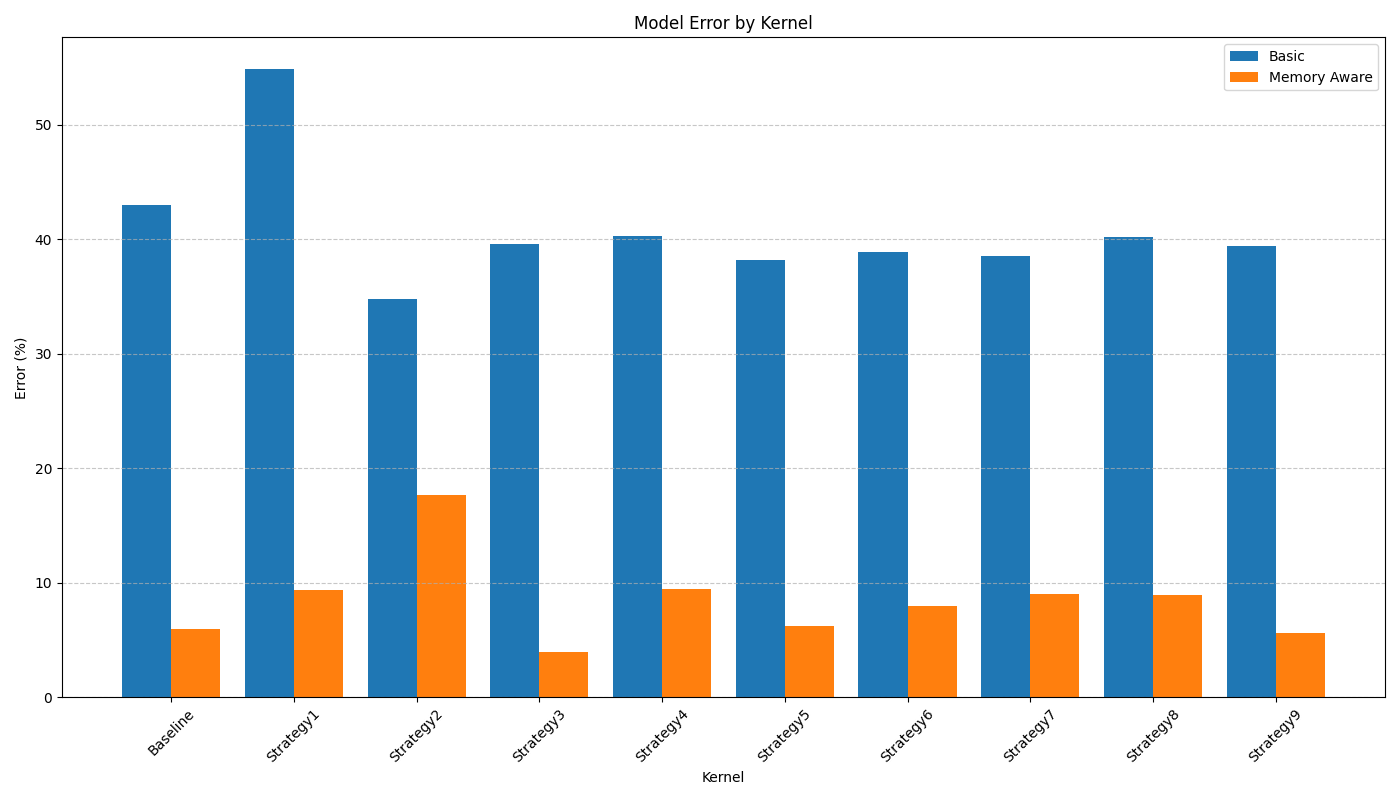 Model Error by Kernel
Basic
Memory Aware
Error (%)
50
40
30
20
10
0
Baseline
Strategy1
Strategy2
Strategy3
Strategy4
Strategy5
Strategy6
Strategy7
Strategy8
Strategy9
Kernel